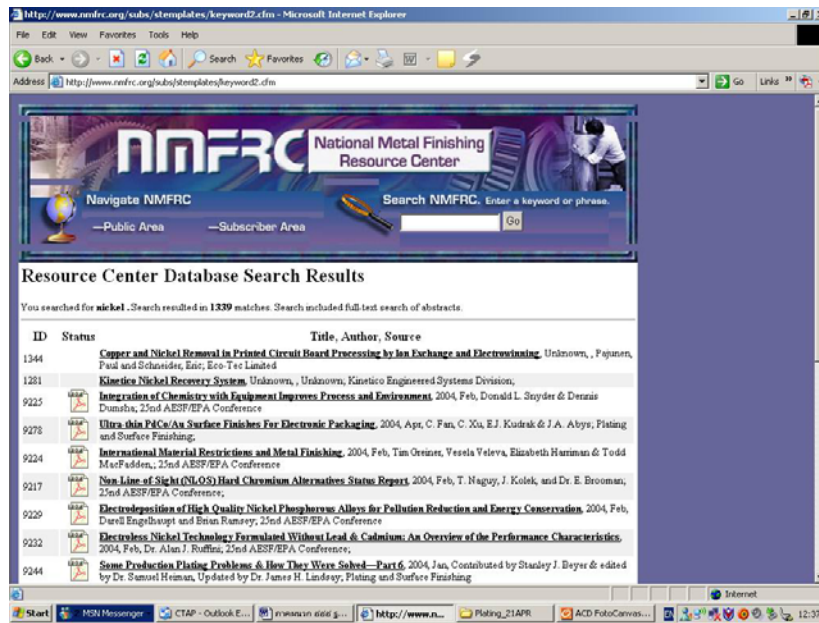 http://www.nmfrc.org/subs/stemplates/keyword2.cfm - Microsoft Internet Explorer
File Edit View Favorites Tools Help
Back Search Favorites
Address http://www.nmfrc.org/subs/stemplates/keyword2.cfm Go Links »
NMFRC National Metal Finishing
Resource Center
Navigate NMFRC Search NMFRC. Enter a keyword or phrase.
—Public Area —Subscriber Area Go
Resource Center Database Search Results
You searched for nickel . Search resulted in 1339 matches. Search included full-text search of abstracts.
ID Status Title, Author, Source
1344 Copper and Nickel Removal in Printed Circuit Board Processing by Ion Exchange and Electrowinning, Unknown, , Pajunen,
Paul and Schneider, Eric; Eco-Tec Limited
1281 Kinetico Nickel Recovery System, Unknown, , Unknown; Kinetico Engineered Systems Division;
9225 Integration of Chemistry with Equipment Improves Process and Environment, 2004, Feb, Donald L. Snyder & Dennis
Dumsha; 25nd AESF/EPA Conference
9278 Ultra-thin PdCo/Au Surface Finishes For Electronic Packaging, 2004, Apr, C. Fan, C. Xu, E.J. Kudrak & J.A. Abys; Plating
and Surface Finishing;
9224 International Material Restrictions and Metal Finishing, 2004, Feb, Tim Greiner, Vesela Veleva, Elizabeth Harriman & Todd
MacFadden,; 25nd AESF/EPA Conference
9217 Non-Line-of-Sight (NLOS) Hard Chromium Alternatives Status Report, 2004, Feb, T. Naguy, J. Kolek, and Dr. E. Brooman;
25nd AESF/EPA Conference;
9229 Electrodeposition of High Quality Nickel Phosphorous Alloys for Pollution Reduction and Energy Conservation, 2004, Feb,
Darell Engelhaupt and Brian Ramsey; 25nd AESF/EPA Conference
9232 Electroless Nickel Technology Formulated Without Lead & Cadmium: An Overview of the Performance Characteristics,
2004, Feb, Dr. Alan J. Ruffini; 25nd AESF/EPA Conference;
9244 Some Production Plating Problems & How They Were Solved—Part 6, 2004, Jan, Contributed by Stanley J. Beyer & edited
by Dr. Samuel Heiman, Updated by Dr. James H. Lindsay; Plating and Surface Finishing
Internet
Start MSN Messenger CTAP - Outlook E... http://www.n... Plating_21APR ACD FotoCanvas... 12:37